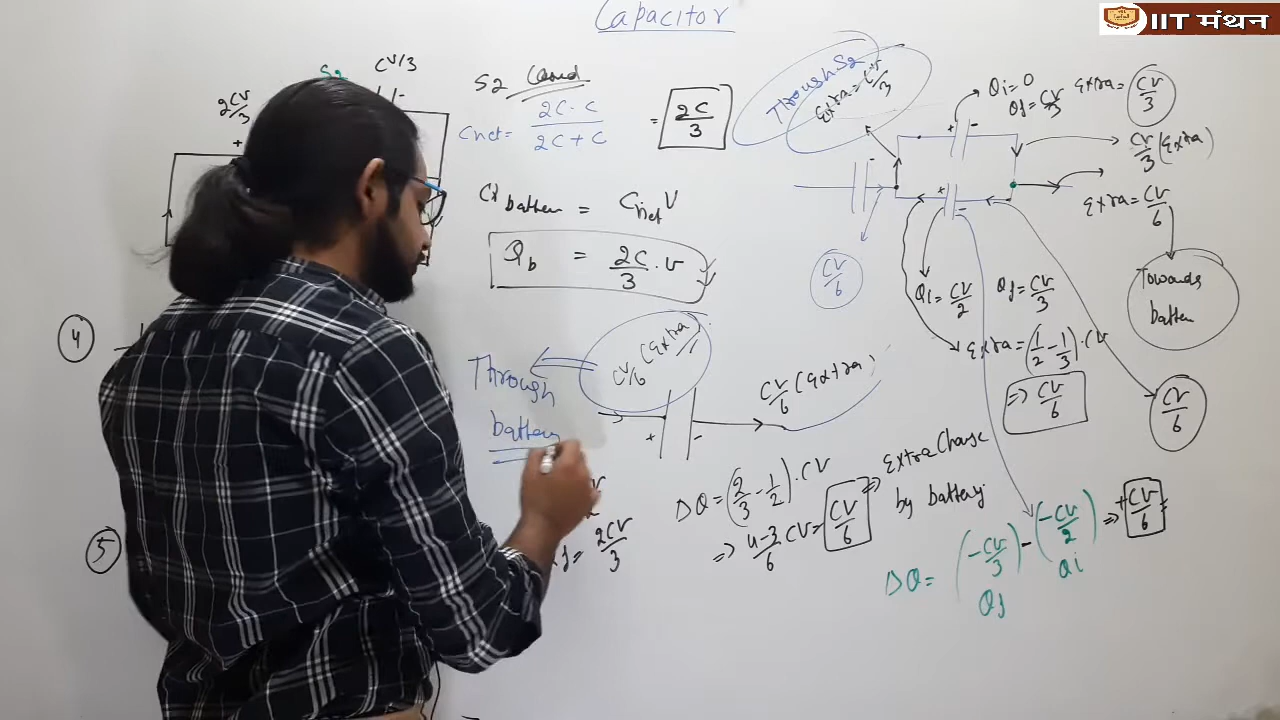 Capacitor
IIT मंथन
S2
CV/3
2CV/3
+
-
S2 Closed
Cnet = 2C·C / 2C+C = 2C/3
battery = Cnet V
Qb = 2C/3 · V
4
5
Through
battery
CV/6 (Extra)
+ -
CV/6 (Extra)
2CV/3
ΔQ = (2/3 - 1/2)·CV
=> 4-3/6 CV = CV/6
=> Extra Charge
by battery
Through S2
Extra = CV/3
Qi = 0
Qf = CV/3
Extra = CV/3
CV/3 (Extra)
Extra = CV/6
Towards
battery
CV/6
Qi = CV/2
Qf = CV/3
Extra = (1/2 - 1/3)·CV
=> CV/6
CV/6
ΔQ = (-CV/3) - (-CV/2) => +CV/6
Qf
Qi